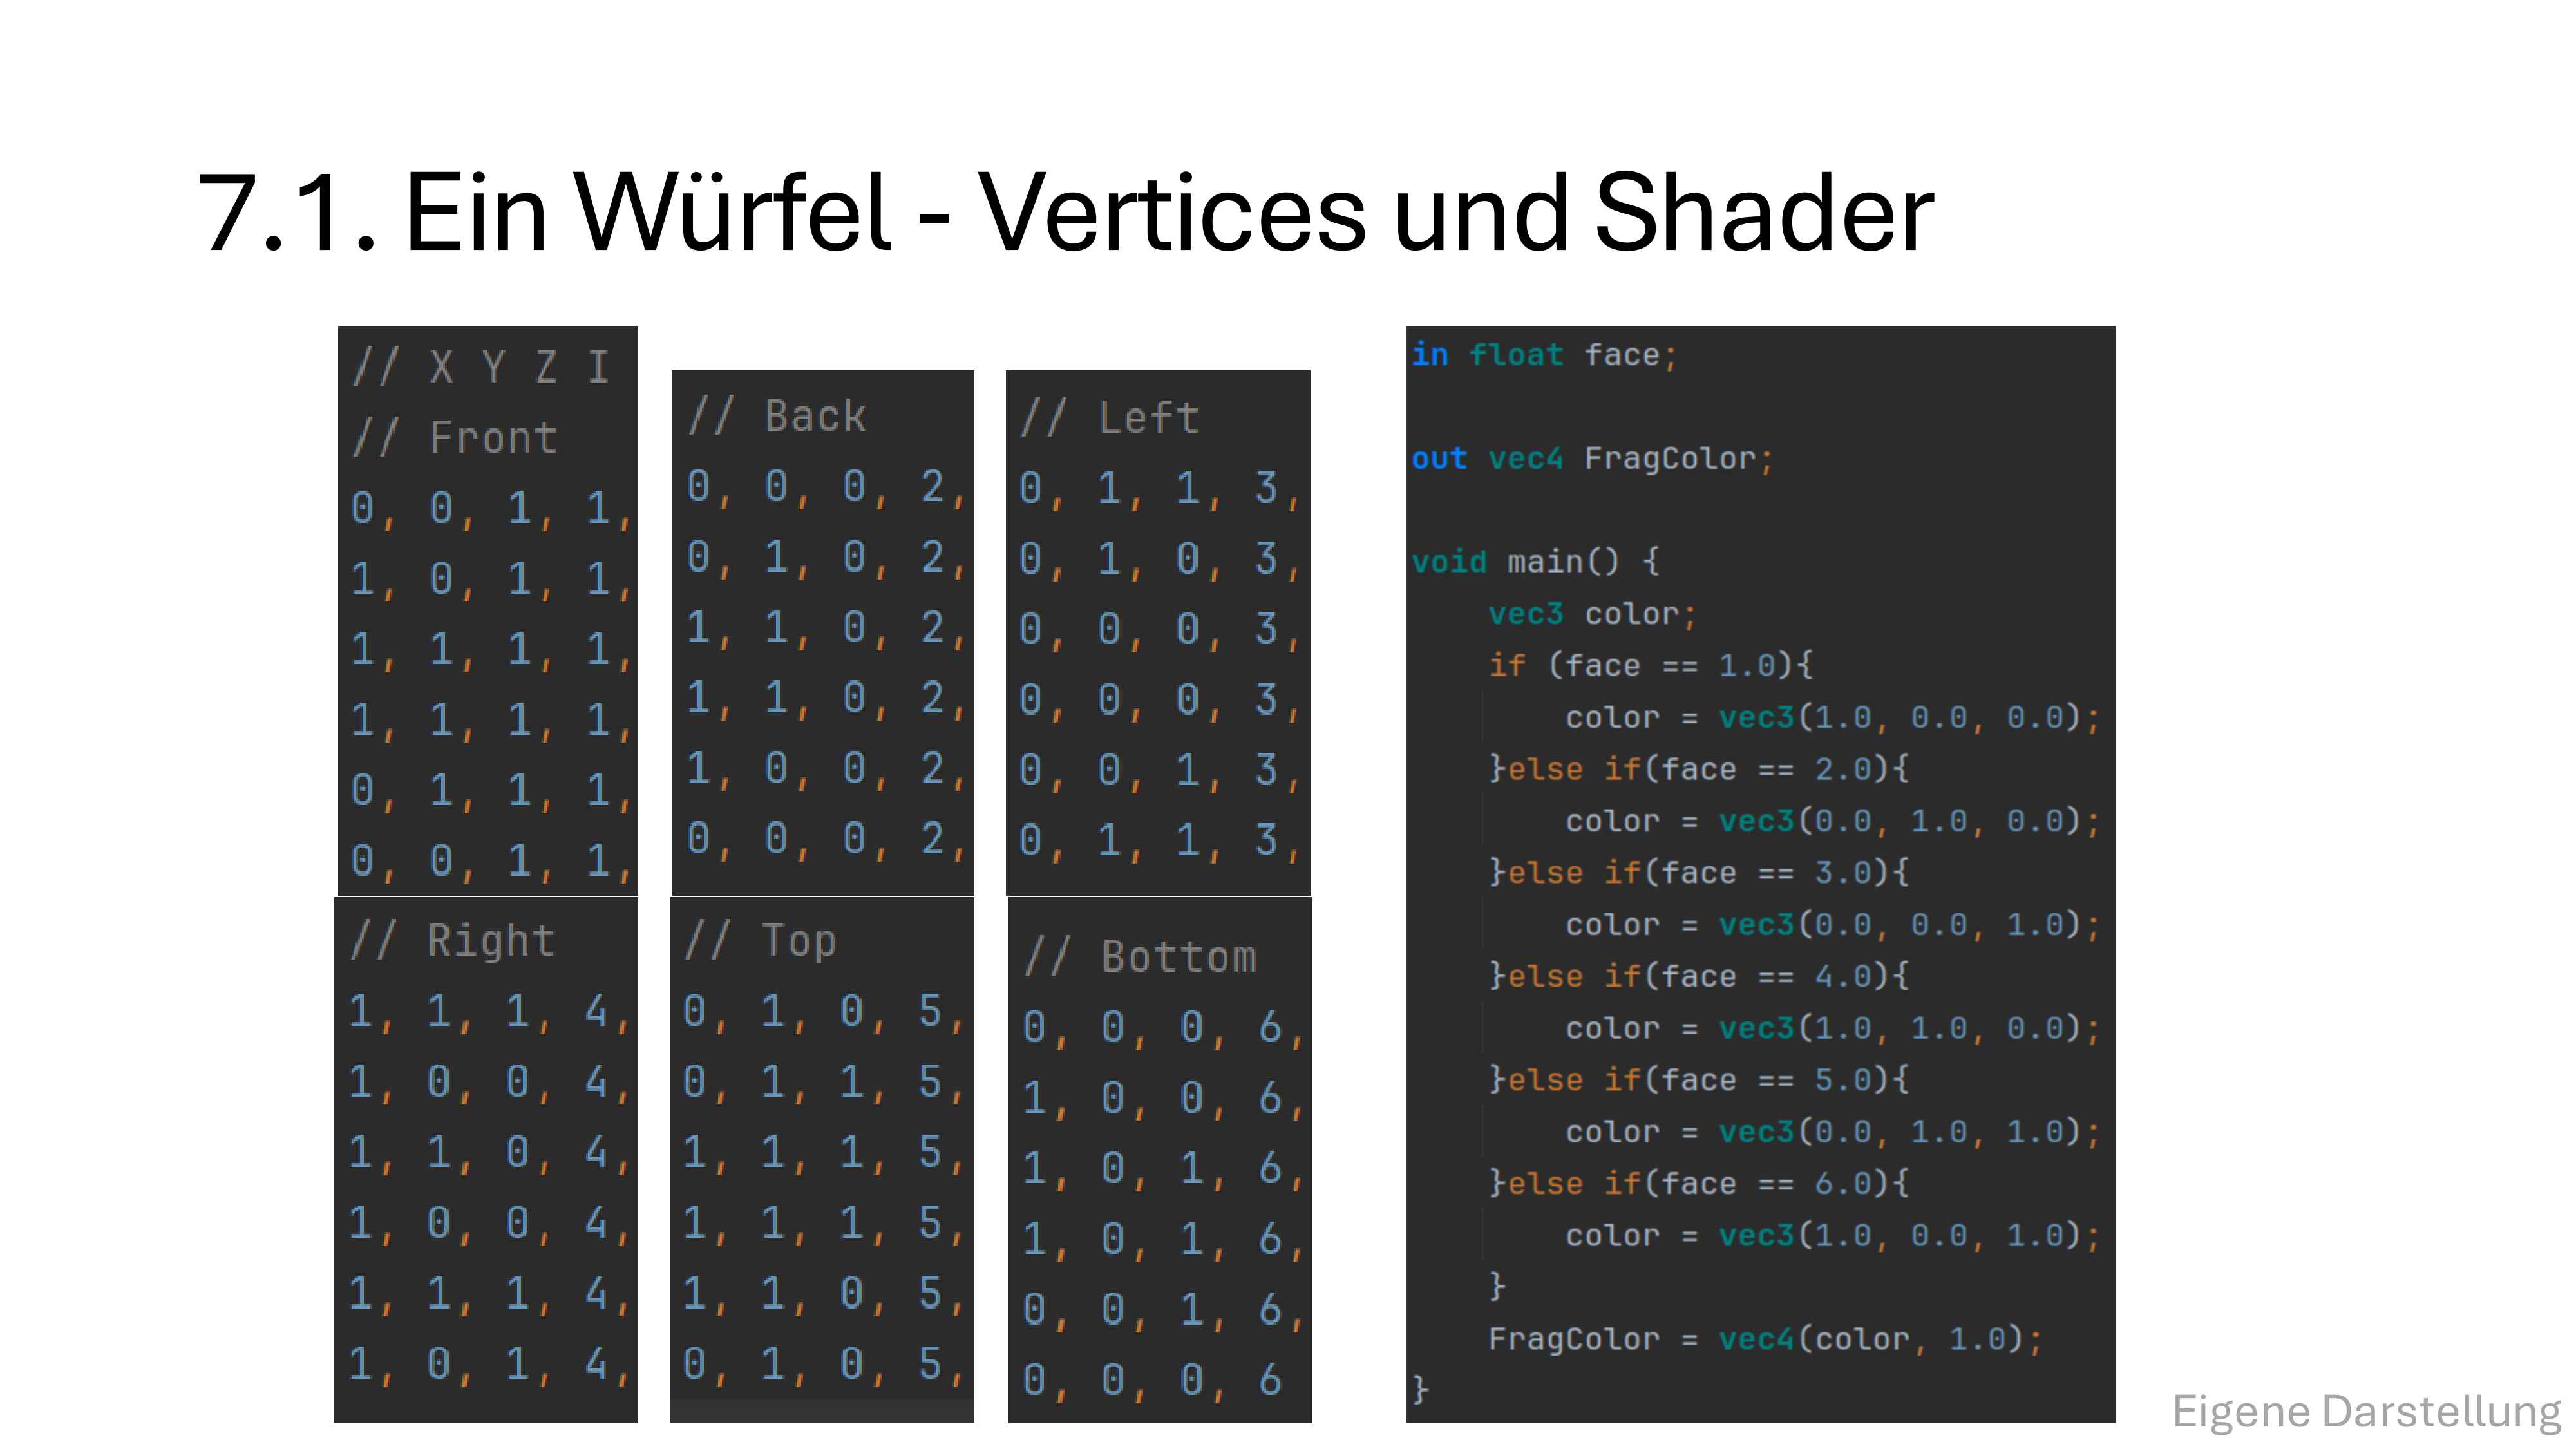 7.1. Ein Würfel - Vertices und Shader
// X Y Z I
// Front
0, 0, 1, 1,
1, 0, 1, 1,
1, 1, 1, 1,
1, 1, 1, 1,
0, 1, 1, 1,
0, 0, 1, 1,
// Back
0, 0, 0, 2,
0, 1, 0, 2,
1, 1, 0, 2,
1, 1, 0, 2,
1, 0, 0, 2,
0, 0, 0, 2,
// Left
0, 1, 1, 3,
0, 1, 0, 3,
0, 0, 0, 3,
0, 0, 0, 3,
0, 0, 1, 3,
0, 1, 1, 3,
// Right
1, 1, 1, 4,
1, 0, 0, 4,
1, 1, 0, 4,
1, 0, 0, 4,
1, 1, 1, 4,
1, 0, 1, 4,
// Top
0, 1, 0, 5,
0, 1, 1, 5,
1, 1, 1, 5,
1, 1, 1, 5,
1, 1, 0, 5,
0, 1, 0, 5,
// Bottom
0, 0, 0, 6,
1, 0, 0, 6,
1, 0, 1, 6,
1, 0, 1, 6,
0, 0, 1, 6,
0, 0, 0, 6
in float face;
out vec4 FragColor;
void main() {
vec3 color;
if (face == 1.0){
color = vec3(1.0, 0.0, 0.0);
}else if(face == 2.0){
color = vec3(0.0, 1.0, 0.0);
}else if(face == 3.0){
color = vec3(0.0, 0.0, 1.0);
}else if(face == 4.0){
color = vec3(1.0, 1.0, 0.0);
}else if(face == 5.0){
color = vec3(0.0, 1.0, 1.0);
}else if(face == 6.0){
color = vec3(1.0, 0.0, 1.0);
}
FragColor = vec4(color, 1.0);
}
Eigene Darstellung